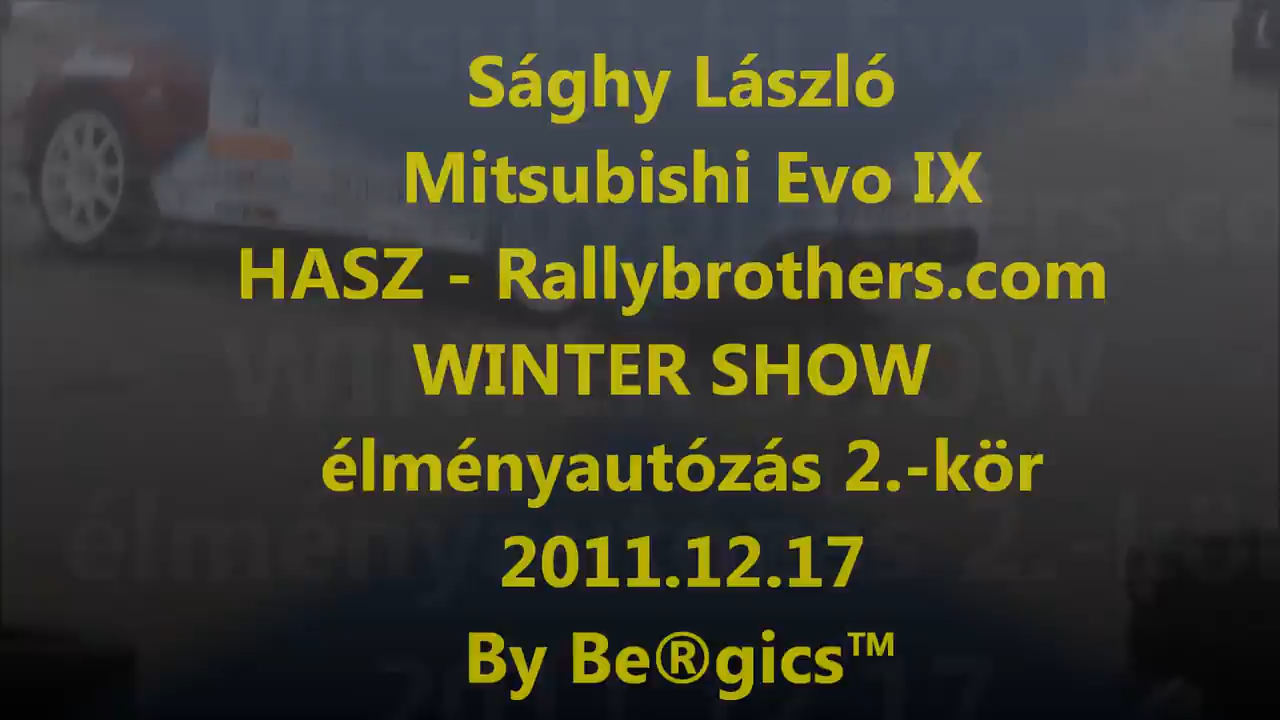 Sághy László
Mitsubishi Evo IX
HASZ - Rallybrothers.com
WINTER SHOW
élményautózás 2.-kör
2011.12.17
By Be®gics™